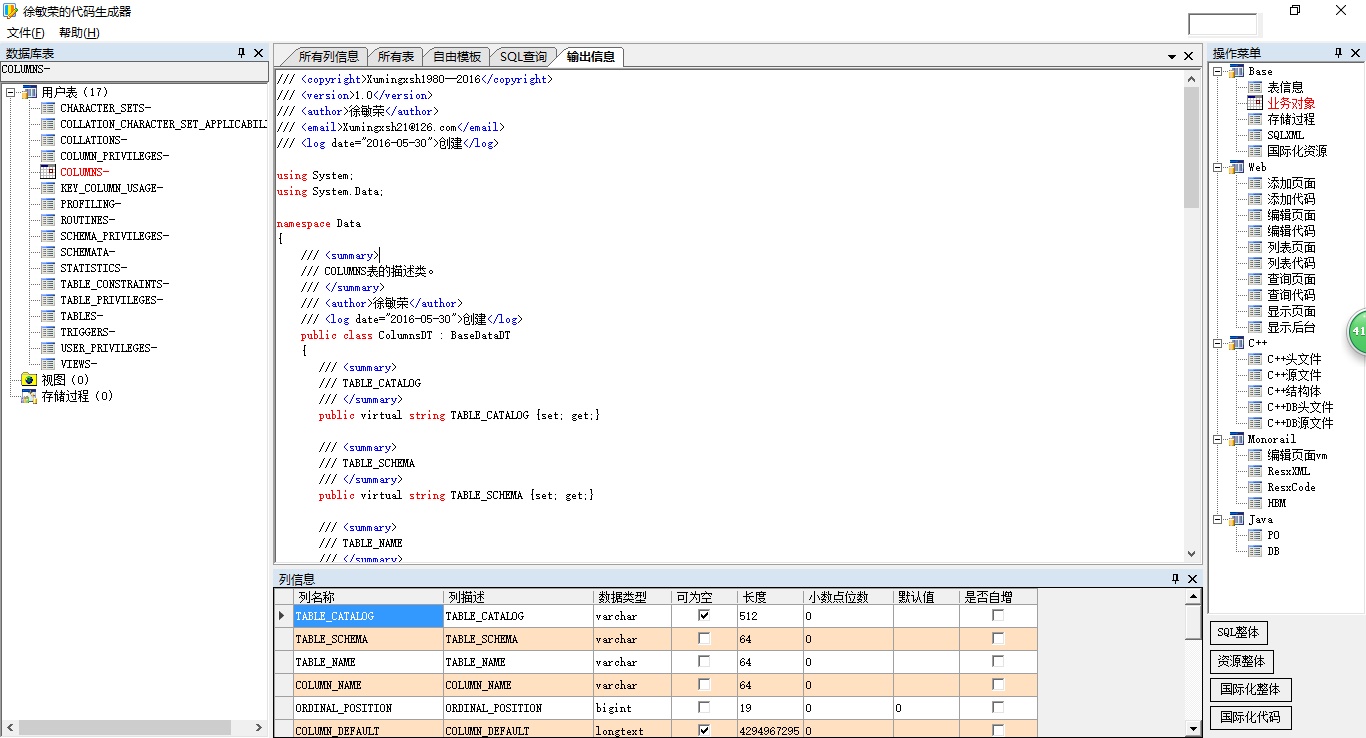 徐敏荣的代码生成器
文件(F) 帮助(H)
数据库表
COLUMNS-
用户表 (17)
CHARACTER_SETS-
COLLATION_CHARACTER_SET_APPLICABIL
COLLATIONS-
COLUMN_PRIVILEGES-
COLUMNS-
KEY_COLUMN_USAGE-
PROFILING-
ROUTINES-
SCHEMA_PRIVILEGES-
SCHEMATA-
STATISTICS-
TABLE_CONSTRAINTS-
TABLE_PRIVILEGES-
TABLES-
TRIGGERS-
USER_PRIVILEGES-
VIEWS-
视图 (0)
存储过程 (0)
所有列信息 所有表 自由模板 SQL查询 输出信息
/// <copyright>Xumingxsh1980--2016</copyright>
/// <version>1.0</version>
/// <author>徐敏荣</author>
/// <email>Xumingxsh21@126.com</email>
/// <log date="2016-05-30">创建</log>
using System;
using System.Data;
namespace Data
{
/// <summary>
/// COLUMNS表的描述类。
/// </summary>
/// <author>徐敏荣</author>
/// <log date="2016-05-30">创建</log>
public class ColumnsDT : BaseDataDT
{
/// <summary>
/// TABLE_CATALOG
/// </summary>
public virtual string TABLE_CATALOG {set; get;}
/// <summary>
/// TABLE_SCHEMA
/// </summary>
public virtual string TABLE_SCHEMA {set; get;}
/// <summary>
/// TABLE_NAME
/// </summary>
列信息
列名称 列描述 数据类型 可为空 长度 小数点位数 默认值 是否自增
TABLE_CATALOG TABLE_CATALOG varchar 512 0
TABLE_SCHEMA TABLE_SCHEMA varchar 64 0
TABLE_NAME TABLE_NAME varchar 64 0
COLUMN_NAME COLUMN_NAME varchar 64 0
ORDINAL_POSITION ORDINAL_POSITION bigint 19 0 0
COLUMN_DEFAULT COLUMN_DEFAULT longtext 4294967295 0
操作菜单
Base
表信息
业务对象
存储过程
SQLXML
国际化资源
Web
添加页面
添加代码
编辑页面
编辑代码
列表页面
列表代码
查询页面
查询代码
显示页面
显示后台
C++
C++头文件
C++源文件
C++结构体
C++DB头文件
C++DB源文件
Monorail
编辑页面vm
ResxXML
ResxCode
HBM
Java
PO
DB
41
SQL整体
资源整体
国际化整体
国际化代码